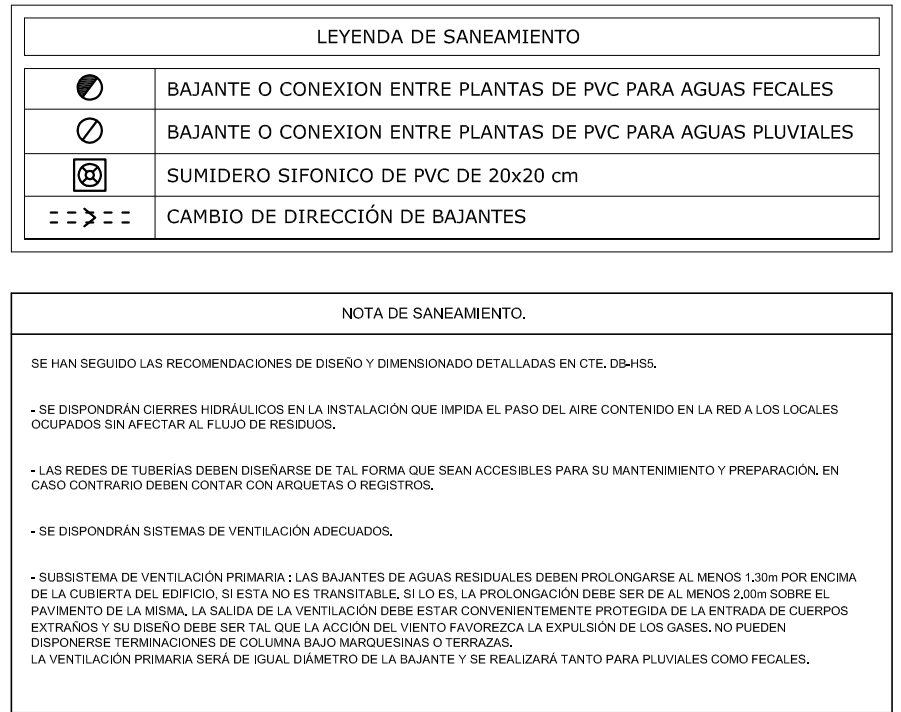 LEYENDA DE SANEAMIENTO
BAJANTE O CONEXION ENTRE PLANTAS DE PVC PARA AGUAS FECALES
BAJANTE O CONEXION ENTRE PLANTAS DE PVC PARA AGUAS PLUVIALES
SUMIDERO SIFONICO DE PVC DE 20x20 cm
CAMBIO DE DIRECCIÓN DE BAJANTES
NOTA DE SANEAMIENTO.
SE HAN SEGUIDO LAS RECOMENDACIONES DE DISEÑO Y DIMENSIONADO DETALLADAS EN CTE. DB-HS5.
- SE DISPONDRÁN CIERRES HIDRÁULICOS EN LA INSTALACIÓN QUE IMPIDA EL PASO DEL AIRE CONTENIDO EN LA RED A LOS LOCALES
OCUPADOS SIN AFECTAR AL FLUJO DE RESIDUOS.
- LAS REDES DE TUBERÍAS DEBEN DISEÑARSE DE TAL FORMA QUE SEAN ACCESIBLES PARA SU MANTENIMIENTO Y PREPARACIÓN. EN
CASO CONTRARIO DEBEN CONTAR CON ARQUETAS O REGISTROS.
- SE DISPONDRÁN SISTEMAS DE VENTILACIÓN ADECUADOS.
- SUBSISTEMA DE VENTILACIÓN PRIMARIA : LAS BAJANTES DE AGUAS RESIDUALES DEBEN PROLONGARSE AL MENOS 1.30m POR ENCIMA
DE LA CUBIERTA DEL EDIFICIO, SI ESTA NO ES TRANSITABLE. SI LO ES, LA PROLONGACIÓN DEBE SER DE AL MENOS 2,00m SOBRE EL
PAVIMENTO DE LA MISMA. LA SALIDA DE LA VENTILACIÓN DEBE ESTAR CONVENIENTEMENTE PROTEGIDA DE LA ENTRADA DE CUERPOS
EXTRAÑOS Y SU DISEÑO DEBE SER TAL QUE LA ACCIÓN DEL VIENTO FAVOREZCA LA EXPULSIÓN DE LOS GASES. NO PUEDEN
DISPONERSE TERMINACIONES DE COLUMNA BAJO MARQUESINAS O TERRAZAS.
LA VENTILACIÓN PRIMARIA SERÁ DE IGUAL DIÁMETRO DE LA BAJANTE Y SE REALIZARÁ TANTO PARA PLUVIALES COMO FECALES.